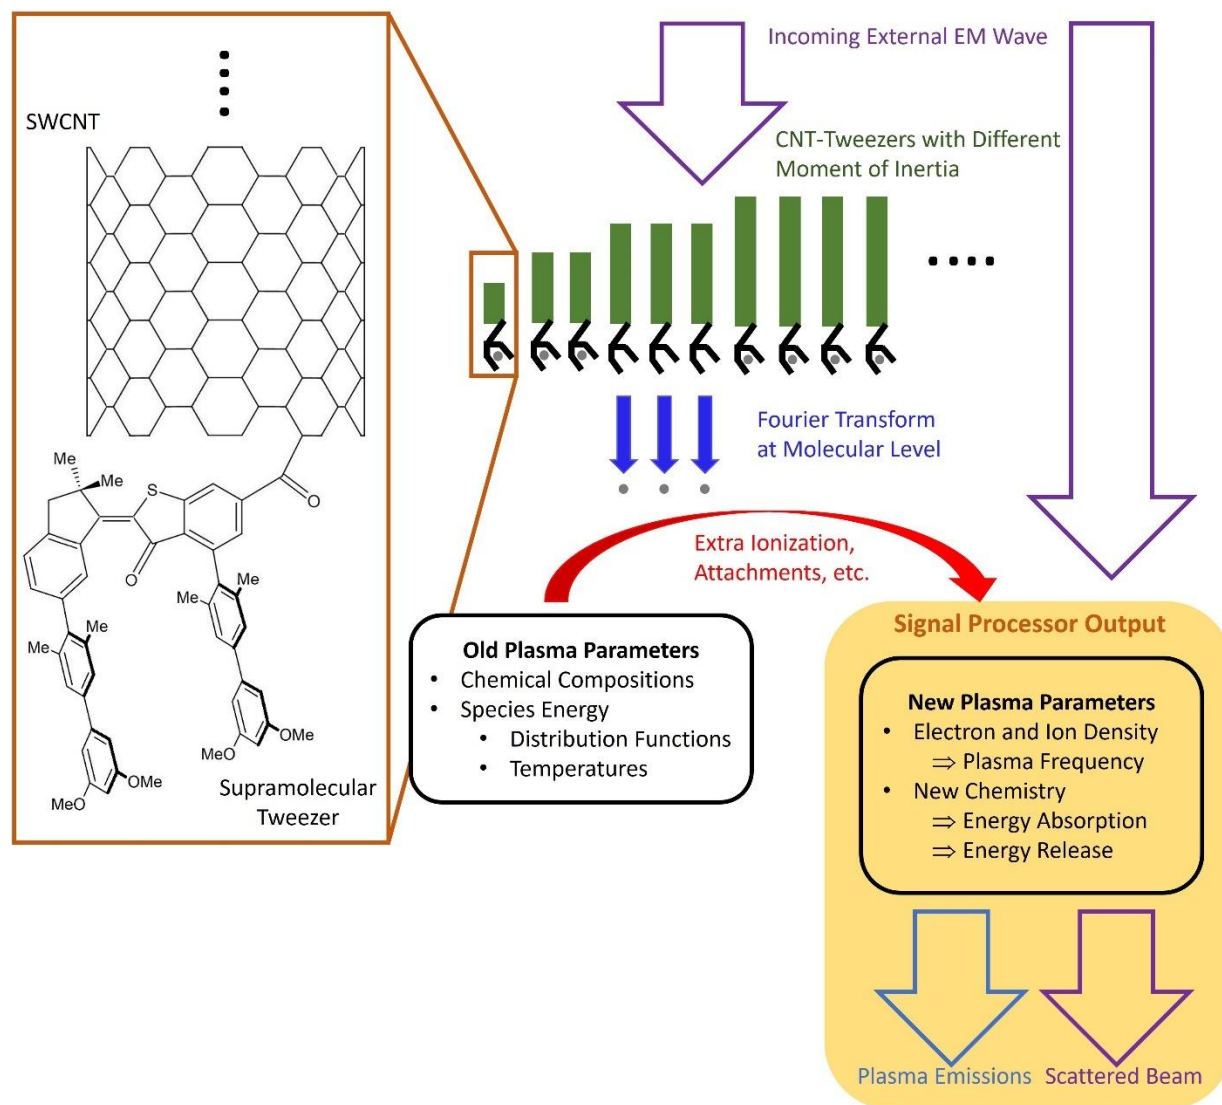 Incoming External EM Wave
SWCNT
CNT-Tweezers with Different
Moment of Inertia
Fourier Transform
at Molecular Level
Me
Me
S
O
O
Me
Me
Me
Me
OMe
MeO
OMe
MeO
Supramolecular
Tweezer
Extra Ionization,
Attachments, etc.
Old Plasma Parameters
• Chemical Compositions
• Species Energy
• Distribution Functions
• Temperatures
Signal Processor Output
New Plasma Parameters
• Electron and Ion Density
⇒ Plasma Frequency
• New Chemistry
⇒ Energy Absorption
⇒ Energy Release
Plasma Emissions
Scattered Beam